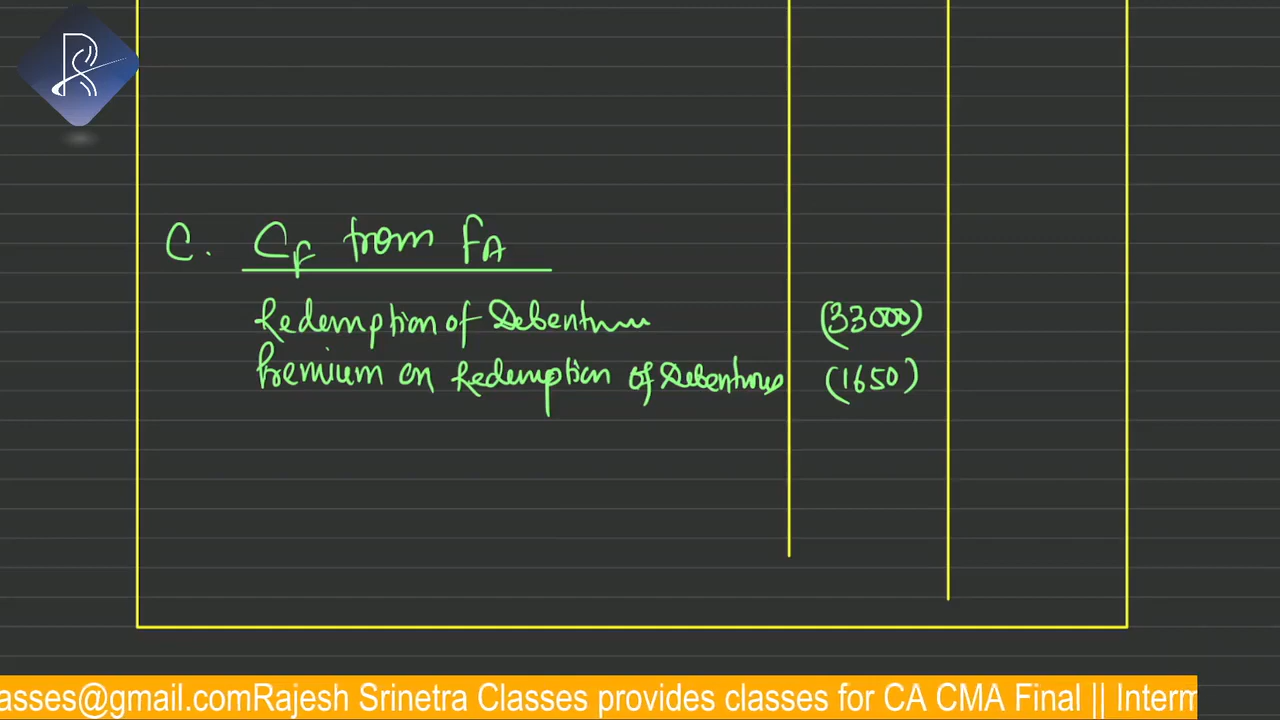 C. CF from FA
Redemption of Debenture (33000)
Premium on Redemption of Debentures (1650)
asses@gmail.comRajesh Srinetra Classes provides classes for CA CMA Final || Interm